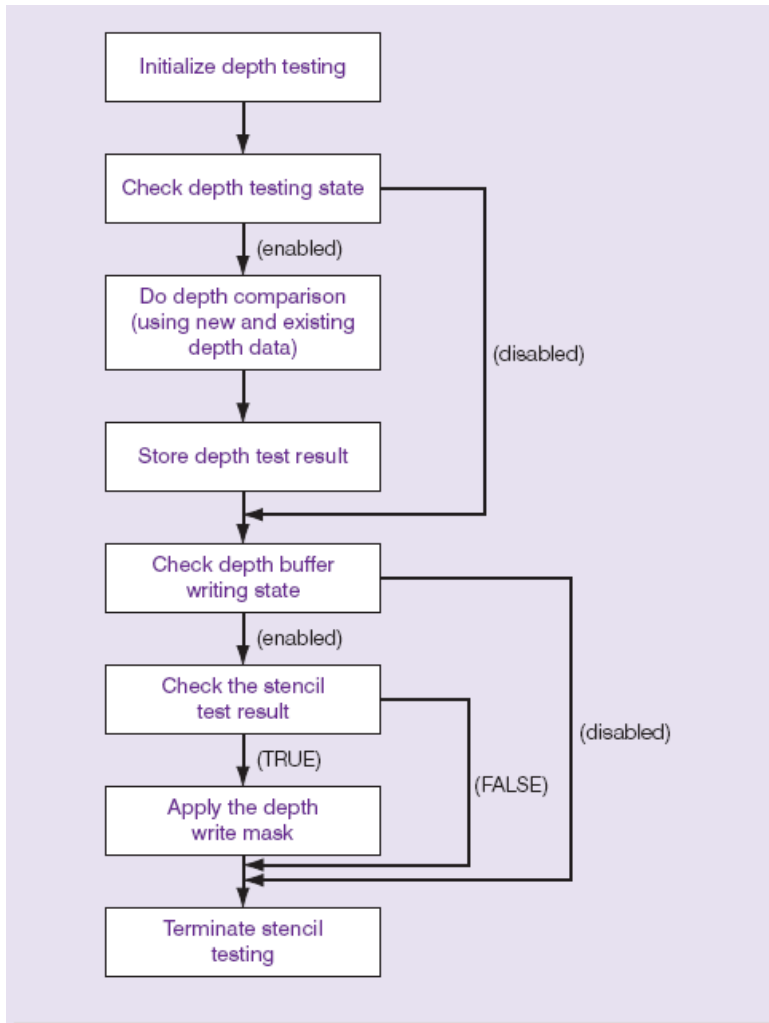 Initialize depth testing
Check depth testing state
(enabled)
Do depth comparison
(using new and existing
depth data)
(disabled)
Store depth test result
Check depth buffer
writing state
(enabled)
Check the stencil
test result
(disabled)
(TRUE)
(FALSE)
Apply the depth
write mask
Terminate stencil
testing